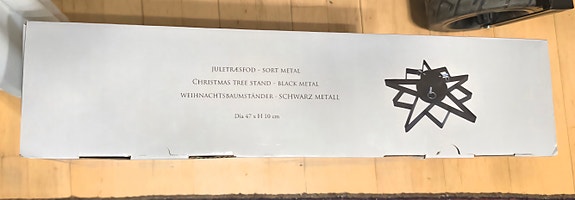 JULETRÆSFOD - SORT METAL
CHRISTMAS TREE STAND - BLACK METAL
WEIHNACHTSBAUMSTÄNDER - SCHWARZ METALL
Dia 47 x H 10 cm